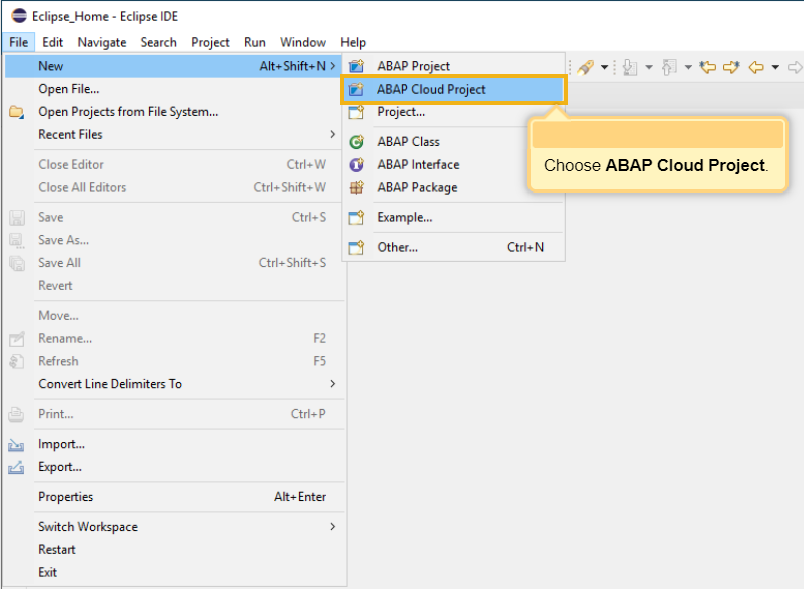 Eclipse_Home - Eclipse IDE
File Edit Navigate Search Project Run Window Help
New Alt+Shift+N >
Open File...
Open Projects from File System...
Recent Files >
Close Editor Ctrl+W
Close All Editors Ctrl+Shift+W
Save Ctrl+S
Save As...
Save All Ctrl+Shift+S
Revert
Move...
Rename... F2
Refresh F5
Convert Line Delimiters To >
Print... Ctrl+P
Import...
Export...
Properties Alt+Enter
Switch Workspace >
Restart
Exit
ABAP Project
ABAP Cloud Project
Project...
ABAP Class
ABAP Interface
ABAP Package
Example...
Other... Ctrl+N
Choose ABAP Cloud Project.